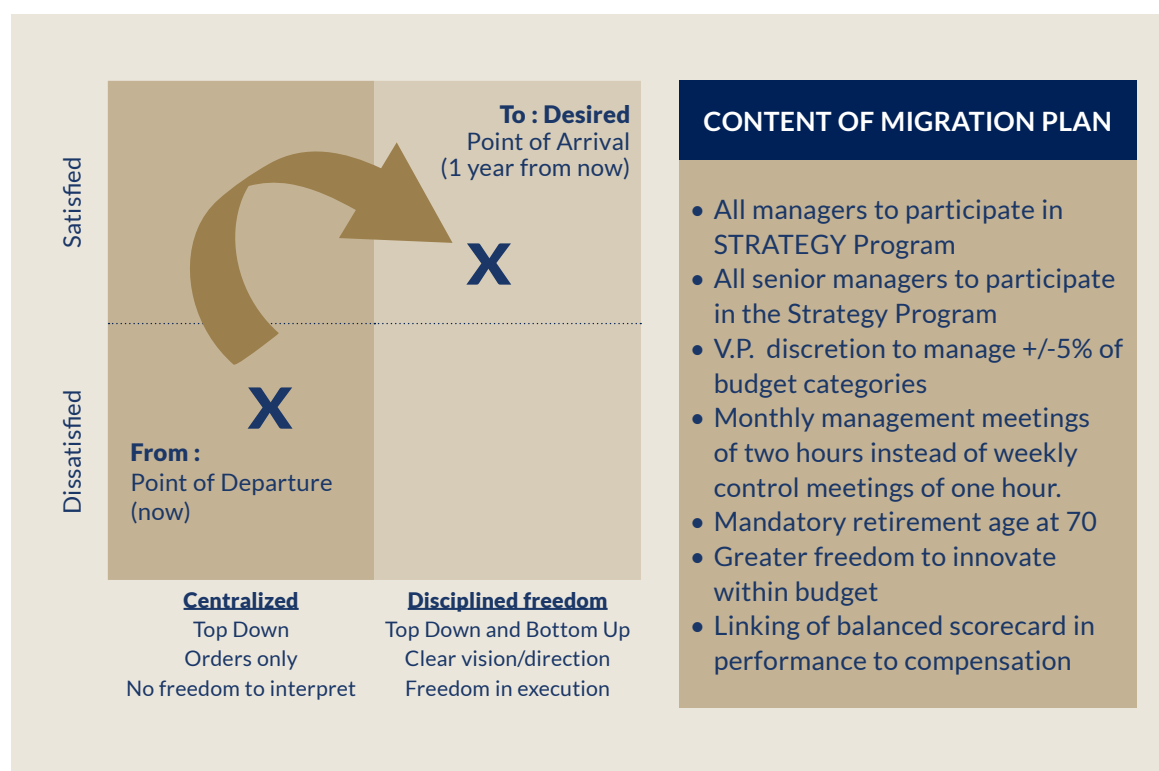 To : Desired
Point of Arrival
(1 year from now)
Satisfied
X
X
Dissatisfied
From :
Point of Departure
(now)
Centralized
Top Down
Orders only
No freedom to interpret
Disciplined freedom
Top Down and Bottom Up
Clear vision/direction
Freedom in execution
CONTENT OF MIGRATION PLAN
• All managers to participate in
STRATEGY Program
• All senior managers to participate
in the Strategy Program
• V.P. discretion to manage +/-5% of
budget categories
• Monthly management meetings
of two hours instead of weekly
control meetings of one hour.
• Mandatory retirement age at 70
• Greater freedom to innovate
within budget
• Linking of balanced scorecard in
performance to compensation